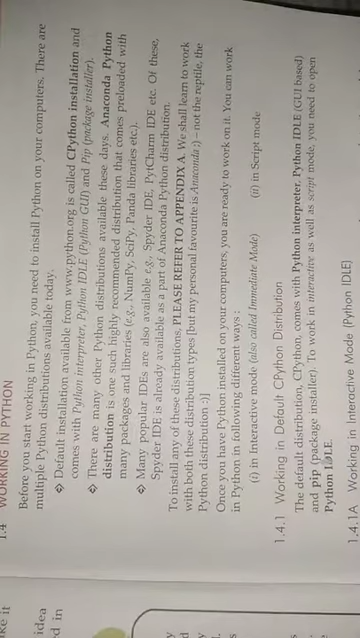 1.4 WORKING IN PYTHON
Before you start working in Python, you need to install Python on your computers. There are
multiple Python distributions available today.
Default installation available from www.python.org is called CPython installation and
comes with Python interpreter, Python IDLE (Python GUI) and Pip (package installer).
There are many other Python distributions available these days. Anaconda Python
distribution is one such highly recommended distribution that comes preloaded with
many packages and libraries (e.g., NumPy, SciPy, Panda libraries etc.).
Many popular IDEs are also available e.g., Spyder IDE, PyCharm IDE etc. Of these,
Spyder IDE is already available as a part of Anaconda Python distribution.
To install any of these distributions, PLEASE REFER TO APPENDIX A. We shall learn to work
with both these distribution types [but my personal favourite is Anaconda ;) – not the reptile, the
Python distribution :)]
Once you have Python installed on your computers, you are ready to work on it. You can work
in Python in following different ways :
(i) in Interactive mode (also called Immediate Mode) (ii) in Script mode
1.4.1 Working in Default CPython Distribution
The default distribution, CPython, comes with Python interpreter, Python IDLE (GUI based)
and pip (package installer). To work in interactive as well as script mode, you need to open
Python IDLE.
1.4.1A Working in Interactive Mode (Python IDLE)
ke it
idea
d in